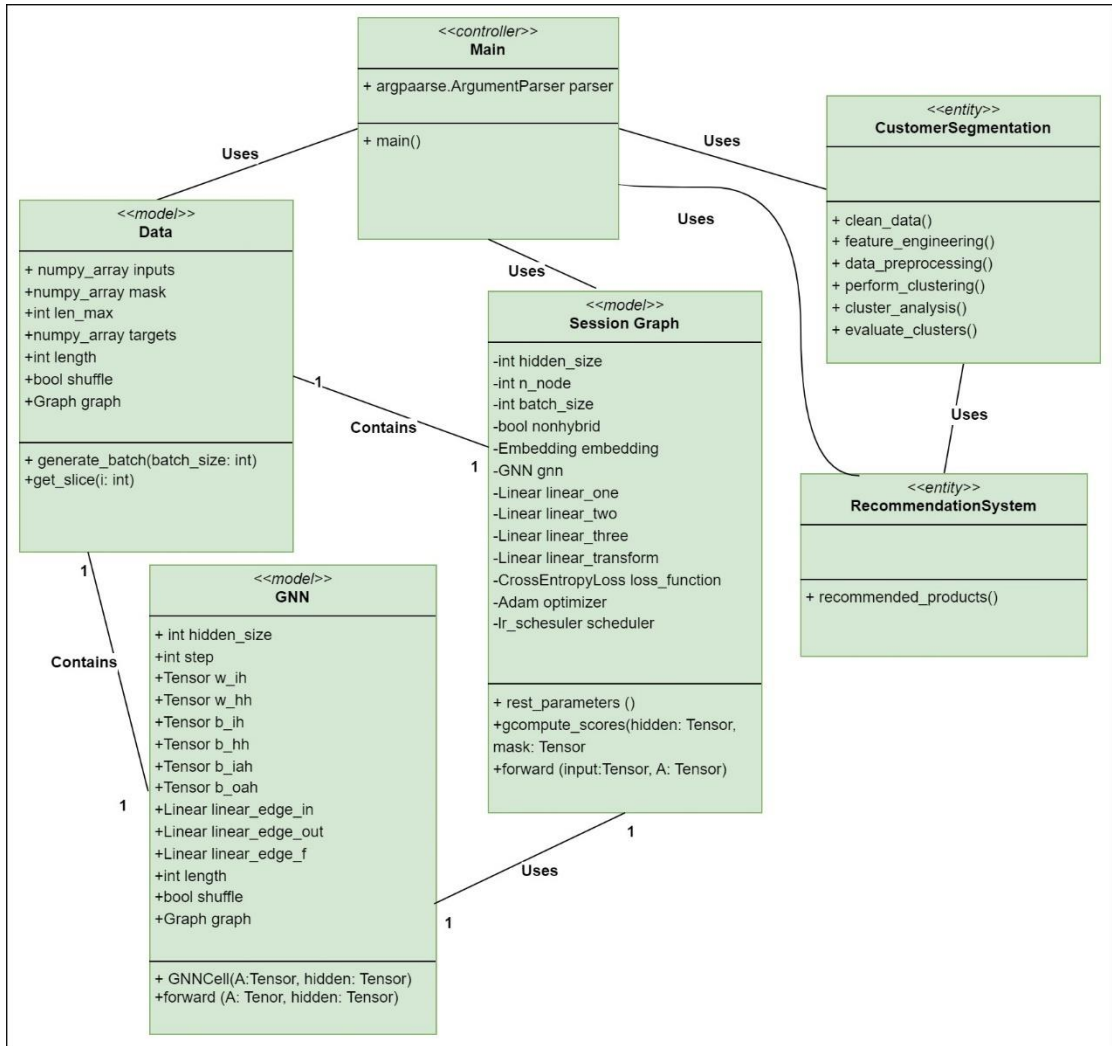 <<controller>>
Main
+ argpaarse.ArgumentParser parser
+ main()
Uses
Uses
Uses
Uses
<<entity>>
CustomerSegmentation
+ clean_data()
+ feature_engineering()
+ data_preprocessing()
+ perform_clustering()
+ cluster_analysis()
+ evaluate_clusters()
<<model>>
Data
+ numpy_array inputs
+numpy_array mask
+int len_max
+numpy_array targets
+int length
+bool shuffle
+Graph graph
+ generate_batch(batch_size: int)
+get_slice(i: int)
1
Contains
1
<<model>>
Session Graph
-int hidden_size
-int n_node
-int batch_size
-bool nonhybrid
-Embedding embedding
-GNN gnn
-Linear linear_one
-Linear linear_two
-Linear linear_three
-Linear linear_transform
-CrossEntropyLoss loss_function
-Adam optimizer
-lr_schesuler scheduler
+ rest_parameters ()
+gcompute_scores(hidden: Tensor,
mask: Tensor
+forward (input:Tensor, A: Tensor)
Uses
<<entity>>
RecommendationSystem
+ recommended_products()
1
Contains
1
<<model>>
GNN
+ int hidden_size
+int step
+Tensor w_ih
+Tensor w_hh
+Tensor b_ih
+Tensor b_hh
+Tensor b_iah
+Tensor b_oah
+Linear linear_edge_in
+Linear linear_edge_out
+Linear linear_edge_f
+int length
+bool shuffle
+Graph graph
+ GNNCell(A:Tensor, hidden: Tensor)
+forward (A: Tenor, hidden: Tensor)
1
Uses
1